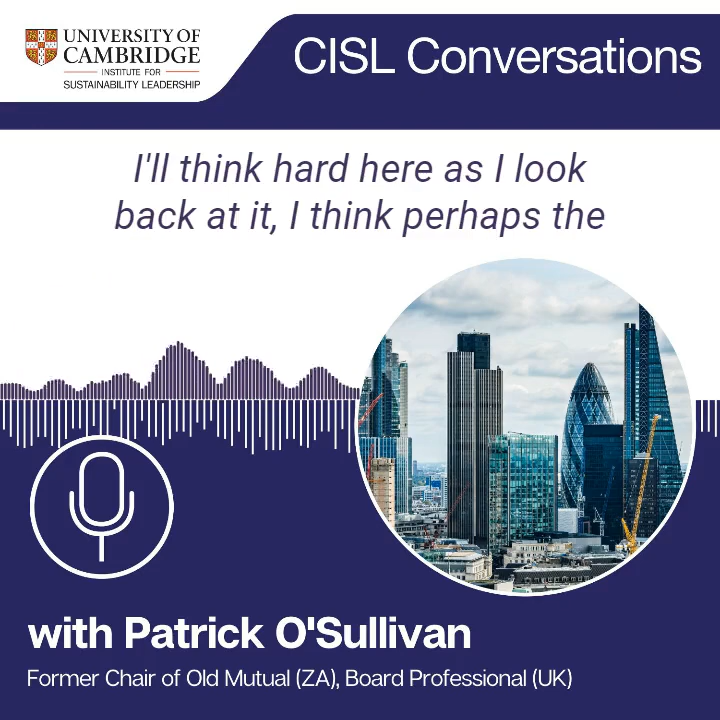 UNIVERSITY OF
CAMBRIDGE
INSTITUTE FOR
SUSTAINABILITY LEADERSHIP
CISL Conversations
I'll think hard here as I look
back at it, I think perhaps the
with Patrick O'Sullivan
Former Chair of Old Mutual (ZA), Board Professional (UK)